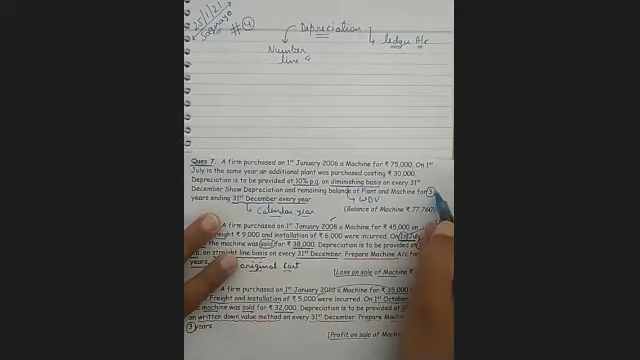 25/1/21
#4
Depreciation
Number line
ledger A/c
Ques 7. A firm purchased on 1st January 2006 a Machine for ₹ 75,000. On 1st
July in the same year an additional plant was purchased costing ₹ 30,000.
Depreciation is to be provided at 10% p.a. on diminishing basis on every 31st
December Show Depreciation and remaining balance of Plant and Machine for 3
years ending 31st December every year
WDV
Calendar year
(Balance of Machine ₹ 77,760)
A firm purchased on 1st January 2008 a Machine for ₹ 45,000 on
₹ 9,000 and installation of ₹ 6,000 were incurred. On 1st July
the machine was sold for ₹ 38,000. Depreciation is to be provided at
on straight line basis on every 31st December. Prepare Machine A/c for
years.
original cost
(Loss on sale of Machine ₹
A firm purchased on 1st January 2010 a Machine for ₹ 35,000
Freight and installation of ₹ 5,000 were incurred. On 1st October
machine was sold for ₹ 32,000. Depreciation is to be provided at
on written down value method on every 31st December. Prepare Machine
3 years.
(Profit on sale of Machine